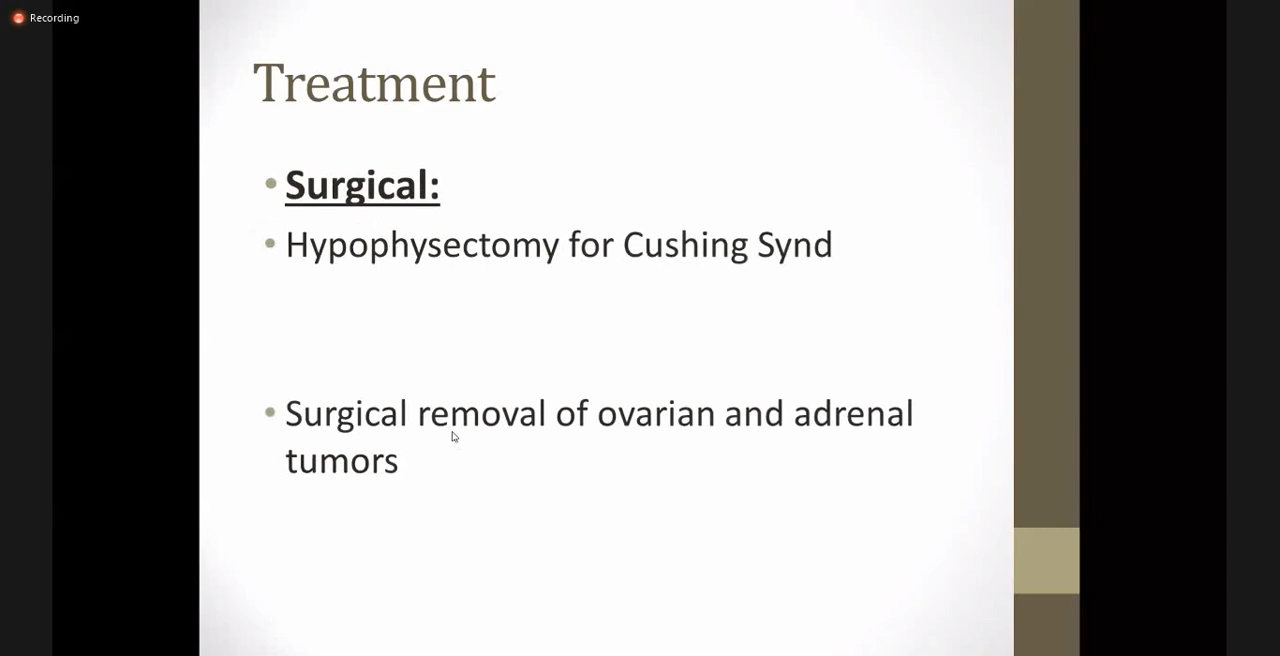 Recording
Treatment
• Surgical:
• Hypophysectomy for Cushing Synd
• Surgical removal of ovarian and adrenal
tumors